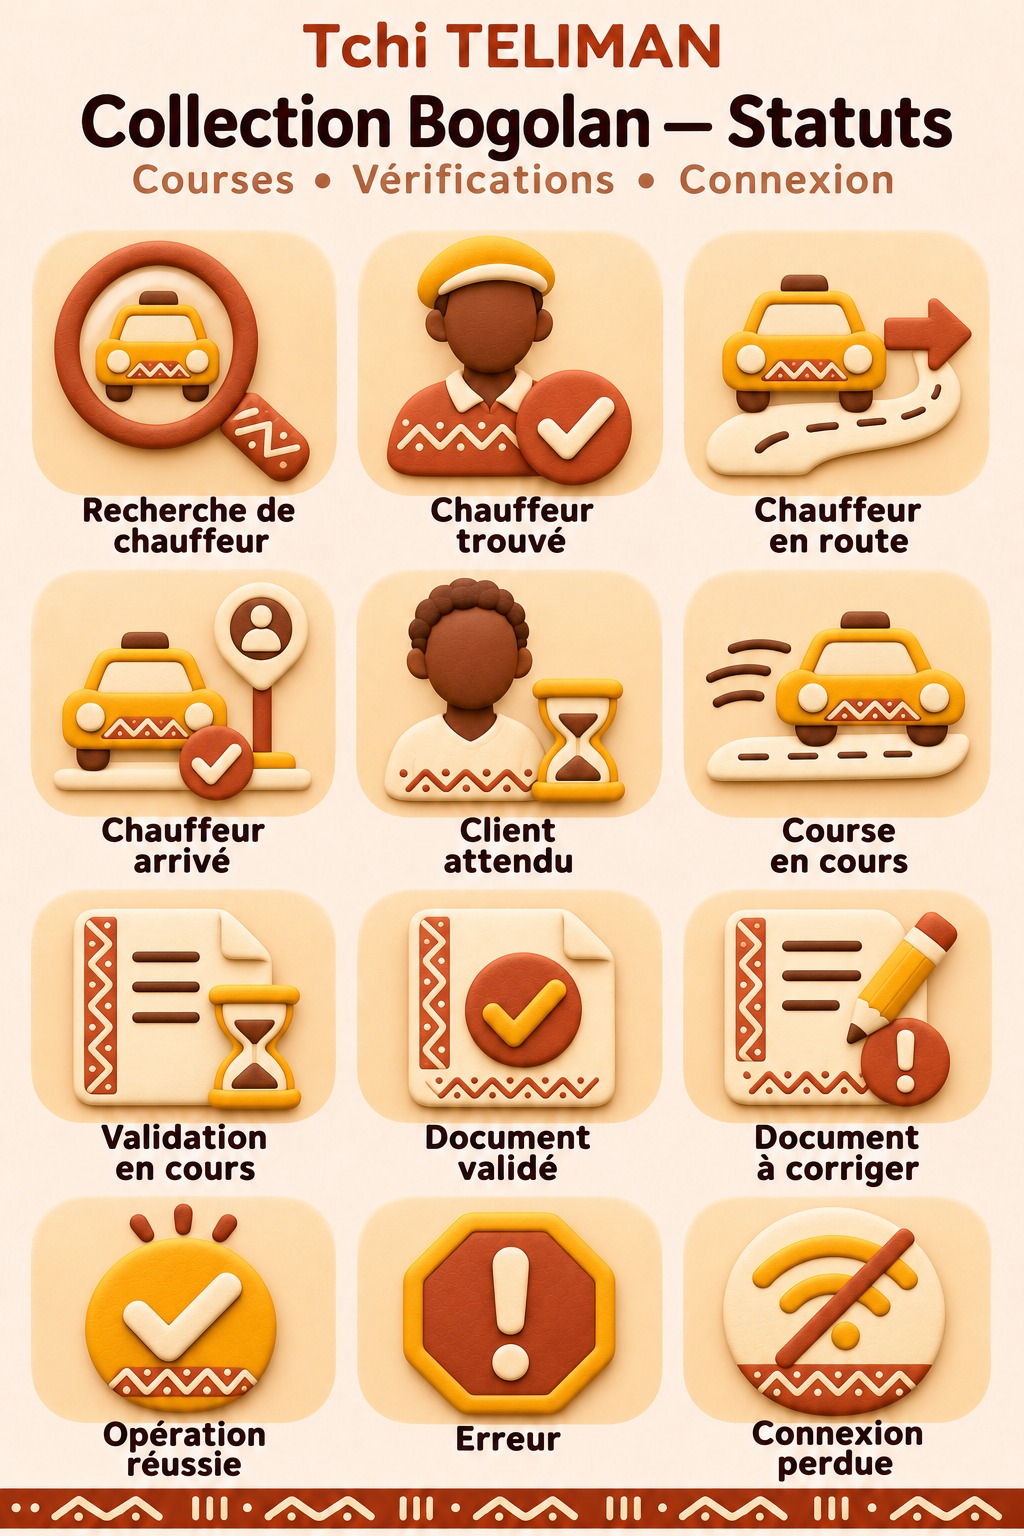 Tchi TELIMAN
Collection Bogolan — Statuts
Courses • Vérifications • Connexion
Recherche de
chauffeur
Chauffeur
trouvé
Chauffeur
en route
Chauffeur
arrivé
Client
attendu
Course
en cours
Validation
en cours
Document
validé
Document
à corriger
Opération
réussie
Erreur
Connexion
perdue